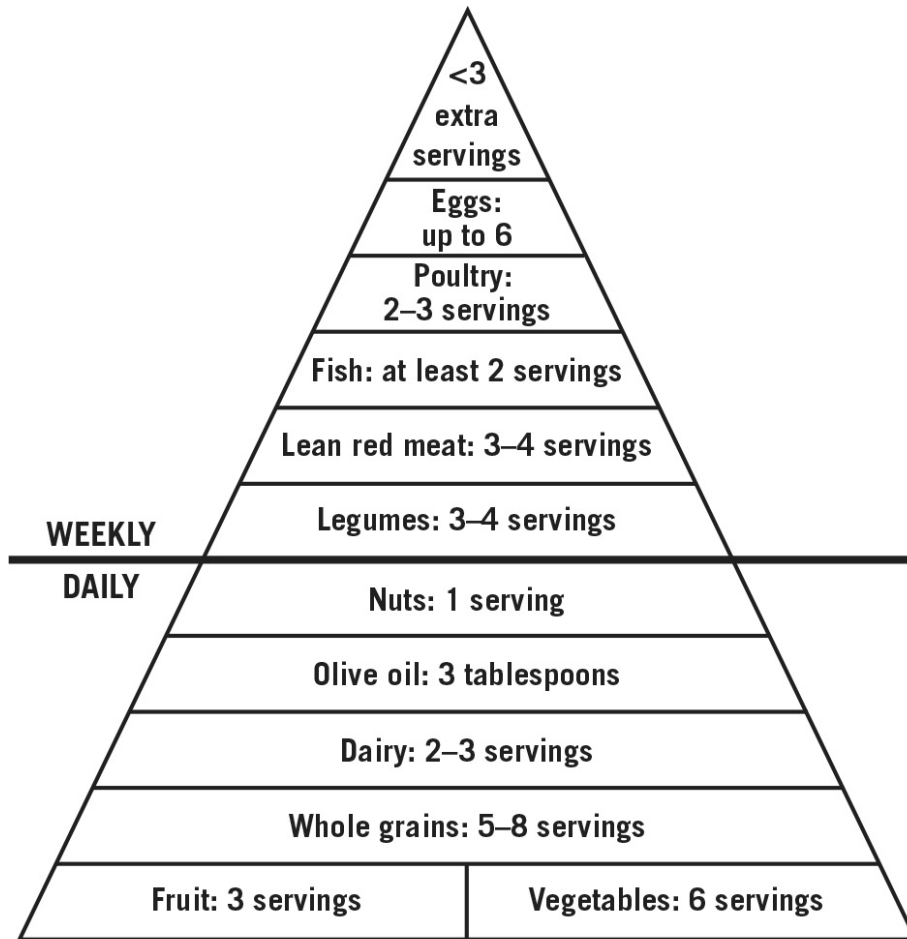 <3
extra
servings
Eggs:
up to 6
Poultry:
2–3 servings
Fish: at least 2 servings
Lean red meat: 3–4 servings
Legumes: 3–4 servings
WEEKLY
DAILY
Nuts: 1 serving
Olive oil: 3 tablespoons
Dairy: 2–3 servings
Whole grains: 5–8 servings
Fruit: 3 servings
Vegetables: 6 servings